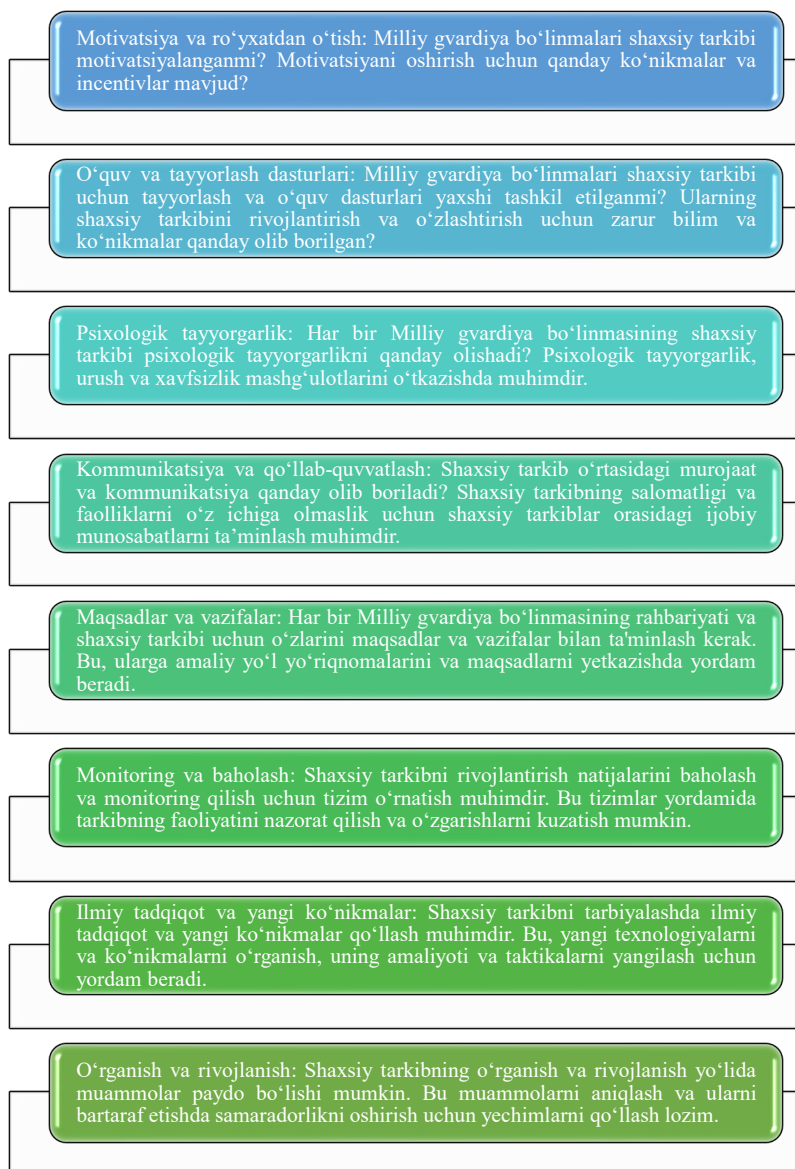 Motivatsiya va ro‘yxatdan o‘tish: Milliy gvardiya bo‘linmalari shaxsiy tarkibi
motivatsiyalanganmi? Motivatsiyani oshirish uchun qanday ko‘nikmalar va
incentivlar mavjud?
O‘quv va tayyorlash dasturlari: Milliy gvardiya bo‘linmalari shaxsiy tarkibi
uchun tayyorlash va o‘quv dasturlari yaxshi tashkil etilganmi? Ularning
shaxsiy tarkibini rivojlantirish va o‘zlashtirish uchun zarur bilim va
ko‘nikmalar qanday olib borilgan?
Psixologik tayyorgarlik: Har bir Milliy gvardiya bo‘linmasining shaxsiy
tarkibi psixologik tayyorgarlikni qanday olishadi? Psixologik tayyorgarlik,
urush va xavfsizlik mashg‘ulotlarini o‘tkazishda muhimdir.
Kommunikatsiya va qo‘llab-quvvatlash: Shaxsiy tarkib o‘rtasidagi murojaat
va kommunikatsiya qanday olib boriladi? Shaxsiy tarkibning salomatligi va
faolliklarni o‘z ichiga olmaslik uchun shaxsiy tarkiblar orasidagi ijobiy
munosabatlarni ta’minlash muhimdir.
Maqsadlar va vazifalar: Har bir Milliy gvardiya bo‘linmasining rahbariyati va
shaxsiy tarkibi uchun o‘zlarini maqsadlar va vazifalar bilan ta'minlash kerak.
Bu, ularga amaliy yo‘l yo‘riqnomalarini va maqsadlarni yetkazishda yordam
beradi.
Monitoring va baholash: Shaxsiy tarkibni rivojlantirish natijalarini baholash
va monitoring qilish uchun tizim o‘rnatish muhimdir. Bu tizimlar yordamida
tarkibning faoliyatini nazorat qilish va o‘zgarishlarni kuzatish mumkin.
Ilmiy tadqiqot va yangi ko‘nikmalar: Shaxsiy tarkibni tarbiyalashda ilmiy
tadqiqot va yangi ko‘nikmalar qo‘llash muhimdir. Bu, yangi texnologiyalarni
va ko‘nikmalarni o‘rganish, uning amaliyoti va taktikalarni yangilash uchun
yordam beradi.
O‘rganish va rivojlanish: Shaxsiy tarkibning o‘rganish va rivojlanish yo‘lida
muammolar paydo bo‘lishi mumkin. Bu muammolarni aniqlash va ularni
bartaraf etishda samaradorlikni oshirish uchun yechimlarni qo‘llash lozim.